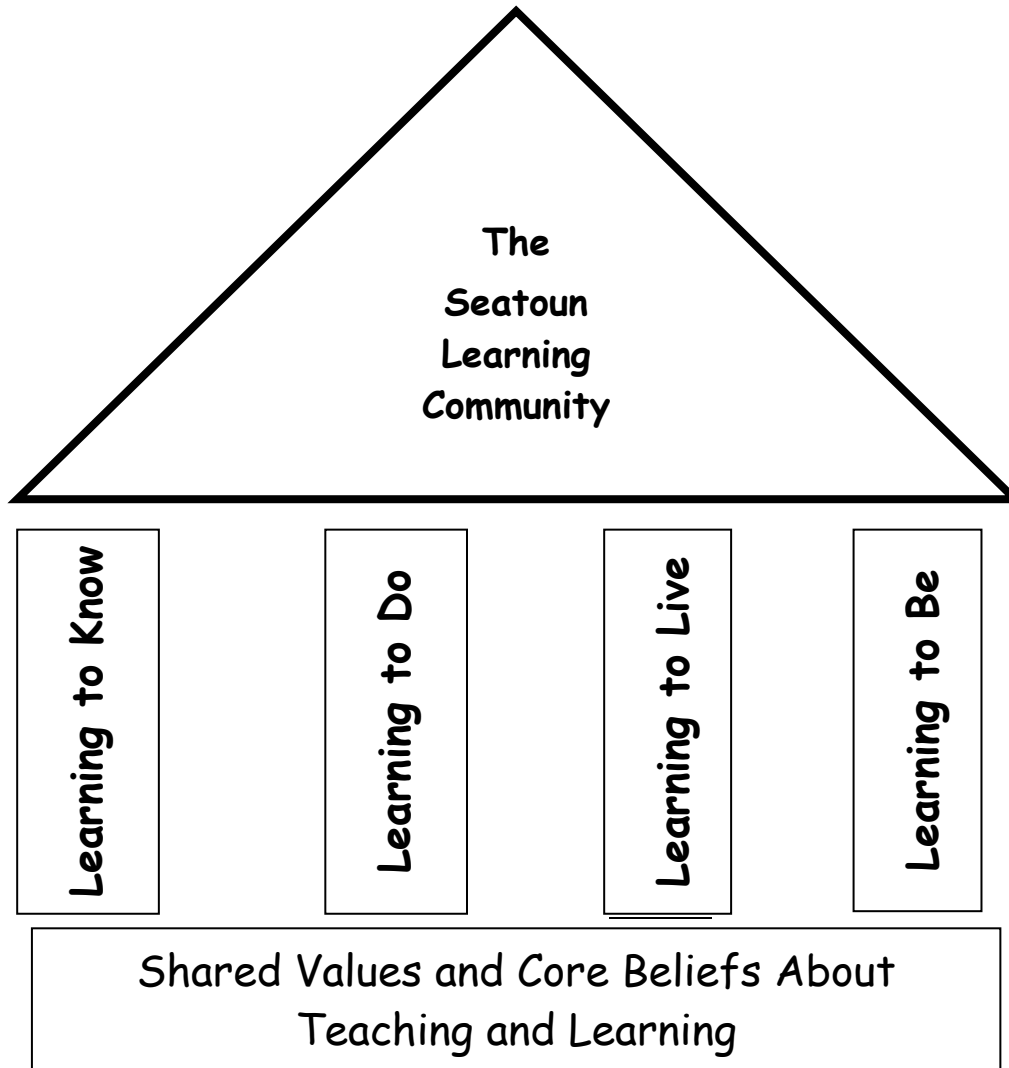 The
Seatoun
Learning
Community
Learning to Know
Learning to Do
Learning to Live
Learning to Be
Shared Values and Core Beliefs About
Teaching and Learning